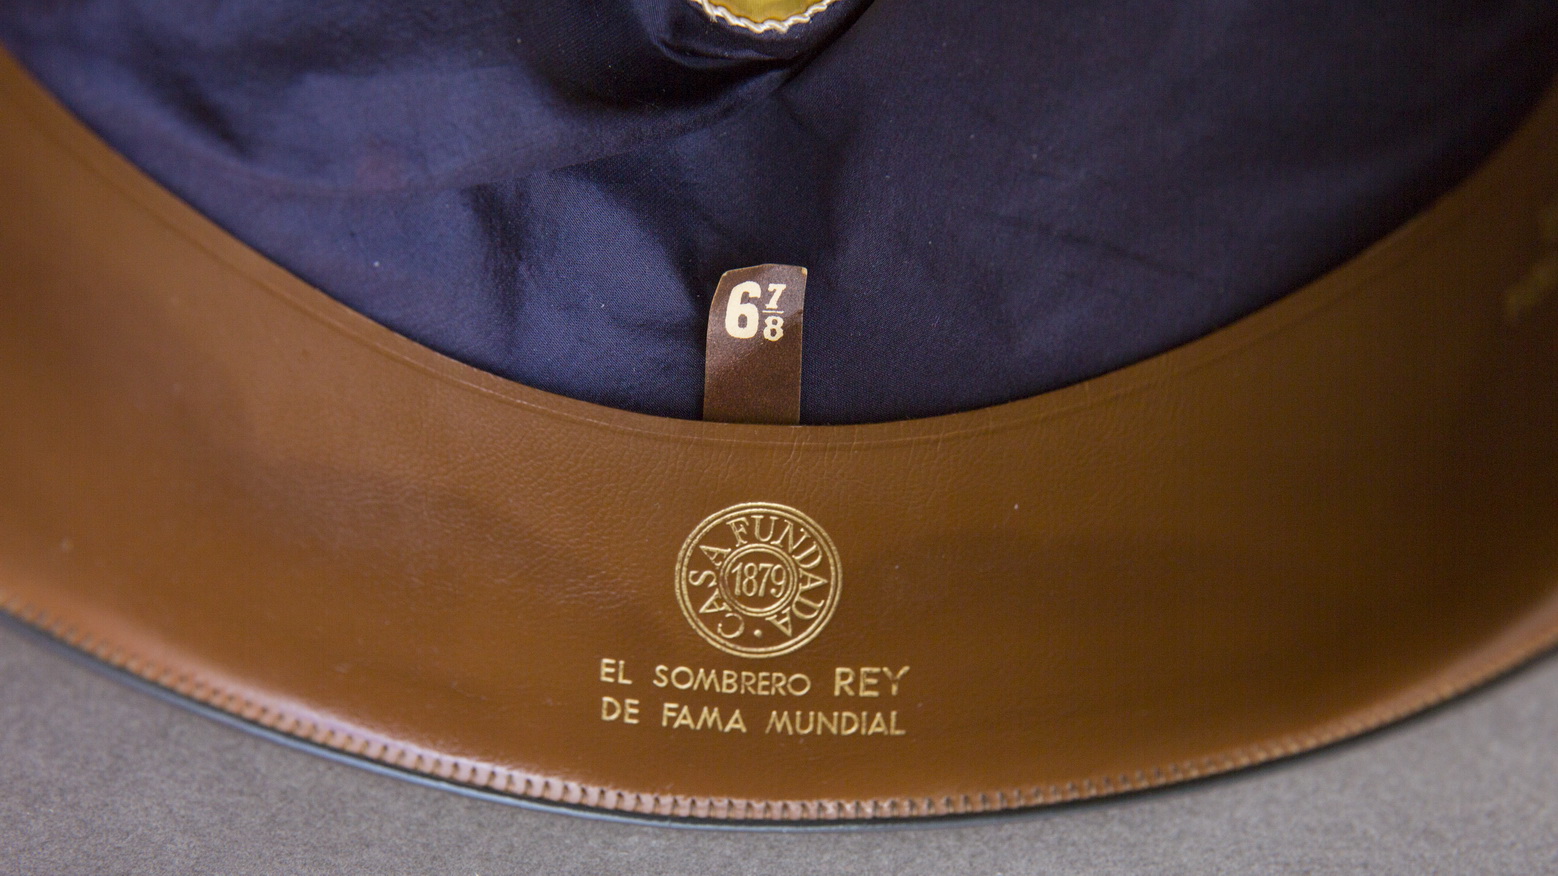 6 7/8
CASA FUNDADA ·
1879
EL SOMBRERO REY
DE FAMA MUNDIAL